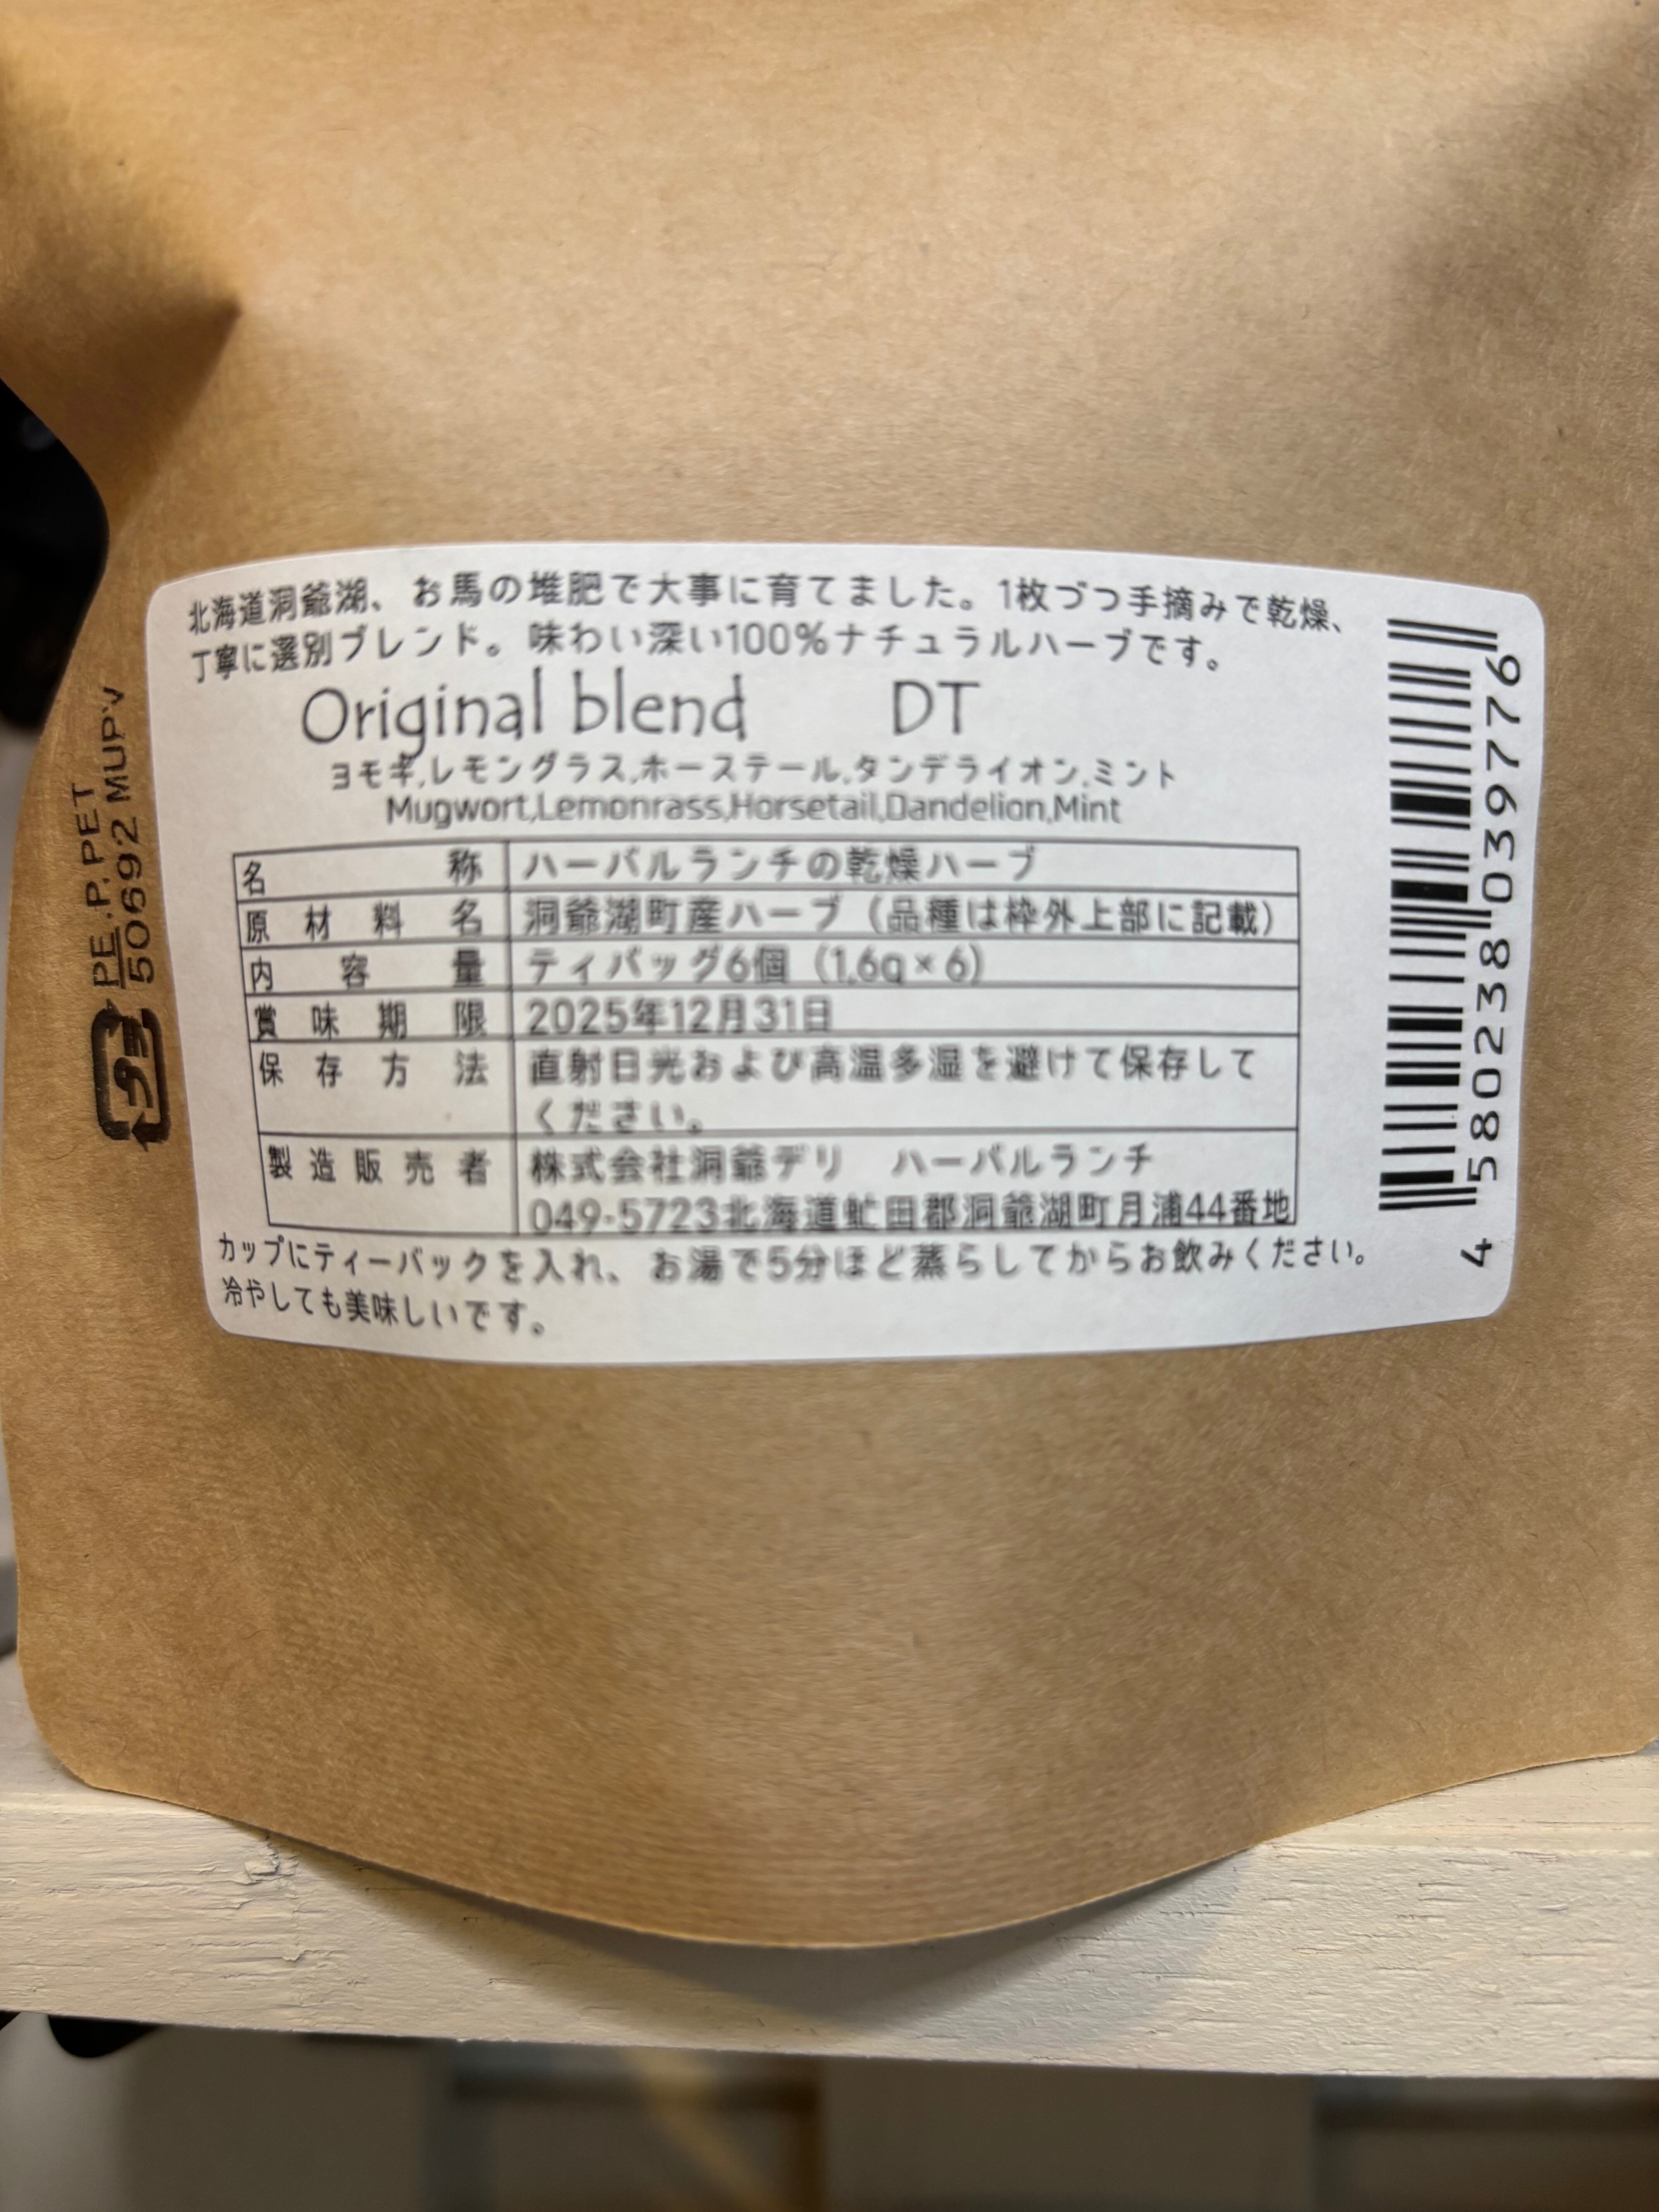 北海道洞爺湖、お馬の堆肥で大事に育てました。1枚づつ手摘みで乾燥、
丁寧に選別ブレンド。味わい深い100%ナチュラルハーブです。
Original blend DT
ヨモギ,レモングラス,ホーステール,タンデライオン,ミント
Mugwort,Lemonrass,Horsetail,Dandelion,Mint
名称 ハーバルランチの乾燥ハーブ
原材料名 洞爺湖町産ハーブ（品種は枠外上部に記載）
内容量 ティバッグ6個（1.6g×6）
賞味期限 2025年12月31日
保存方法 直射日光および高温多湿を避けて保存して
ください。
製造販売者 株式会社洞爺デリ ハーバルランチ
049-5723北海道虻田郡洞爺湖町月浦44番地
カップにティーバックを入れ、お湯で5分ほど蒸らしてからお飲みください。
冷やしても美味しいです。
4580238039776
プラ
PE.P.PET
50692 MUPV